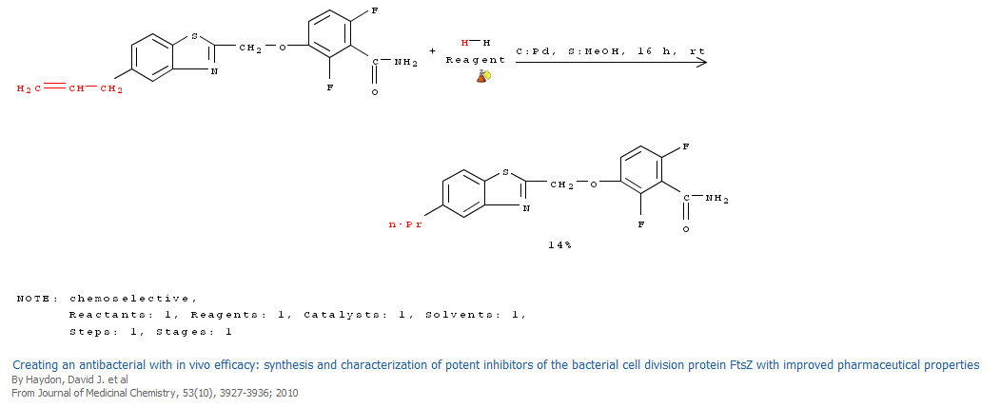 F
S
CH2
O
N
F
C
NH2
O
H2C
CH
CH2
+
H
H
Reagent
C:Pd, S:MeOH, 16 h, rt
F
S
CH2
O
N
F
C
NH2
O
n·Pr
14%
NOTE: chemoselective,
Reactants: 1, Reagents: 1, Catalysts: 1, Solvents: 1,
Steps: 1, Stages: 1
Creating an antibacterial with in vivo efficacy: synthesis and characterization of potent inhibitors of the bacterial cell division protein FtsZ with improved pharmaceutical properties
By Haydon, David J. et al
From Journal of Medicinal Chemistry, 53(10), 3927-3936; 2010